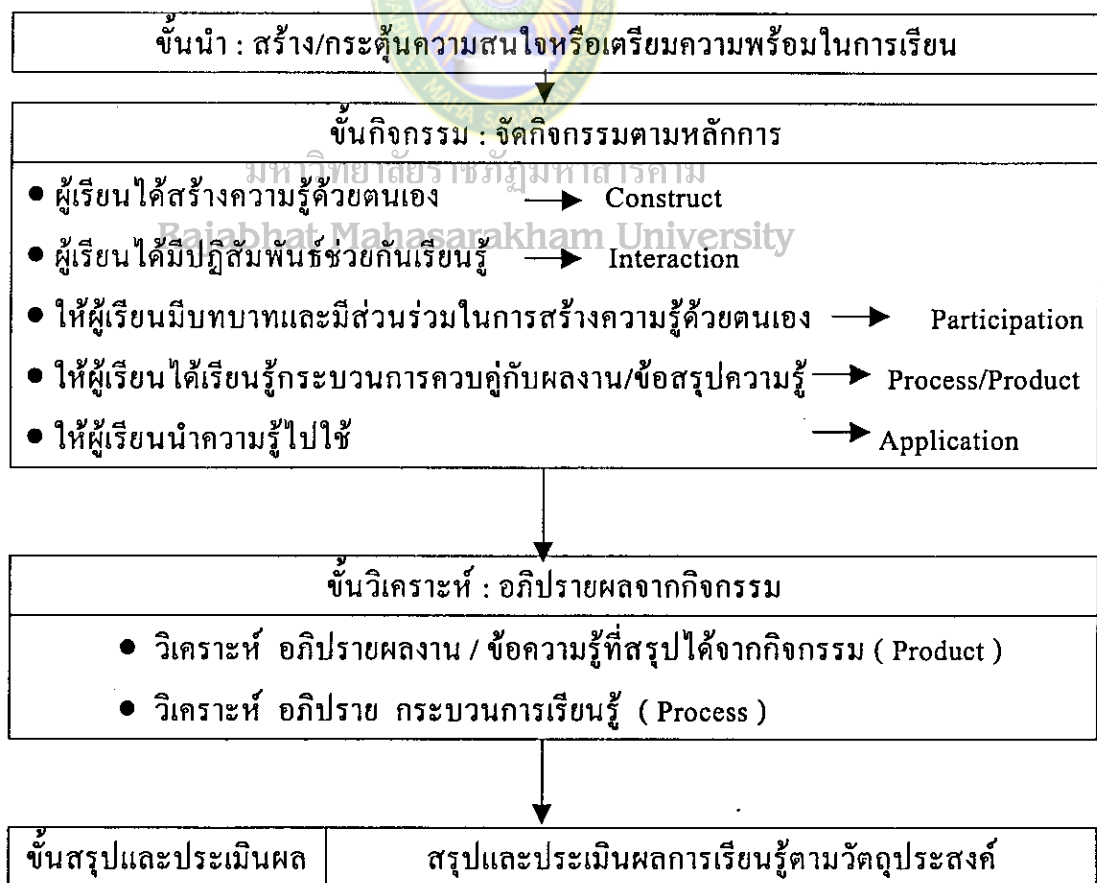 ขั้นนำ : สร้าง/กระตุ้นความสนใจหรือเตรียมความพร้อมในการเรียน
MAHA SARAKHAM
ขั้นกิจกรรม : จัดกิจกรรมตามหลักการ
มหาวิทยาลัยราชภัฏมหาสารคาม
● ผู้เรียนได้สร้างความรู้ด้วยตนเอง → Construct
Rajabhat Mahasarakham University
● ผู้เรียนได้มีปฏิสัมพันธ์ช่วยกันเรียนรู้ → Interaction
● ให้ผู้เรียนมีบทบาทและมีส่วนร่วมในการสร้างความรู้ด้วยตนเอง → Participation
● ให้ผู้เรียนได้เรียนรู้กระบวนการควบคู่กับผลงาน/ข้อสรุปความรู้ → Process/Product
● ให้ผู้เรียนนำความรู้ไปใช้ → Application
ขั้นวิเคราะห์ : อภิปรายผลจากกิจกรรม
● วิเคราะห์ อภิปรายผลงาน / ข้อความรู้ที่สรุปได้จากกิจกรรม ( Product )
● วิเคราะห์ อภิปราย กระบวนการเรียนรู้ ( Process )
ขั้นสรุปและประเมินผล สรุปและประเมินผลการเรียนรู้ตามวัตถุประสงค์